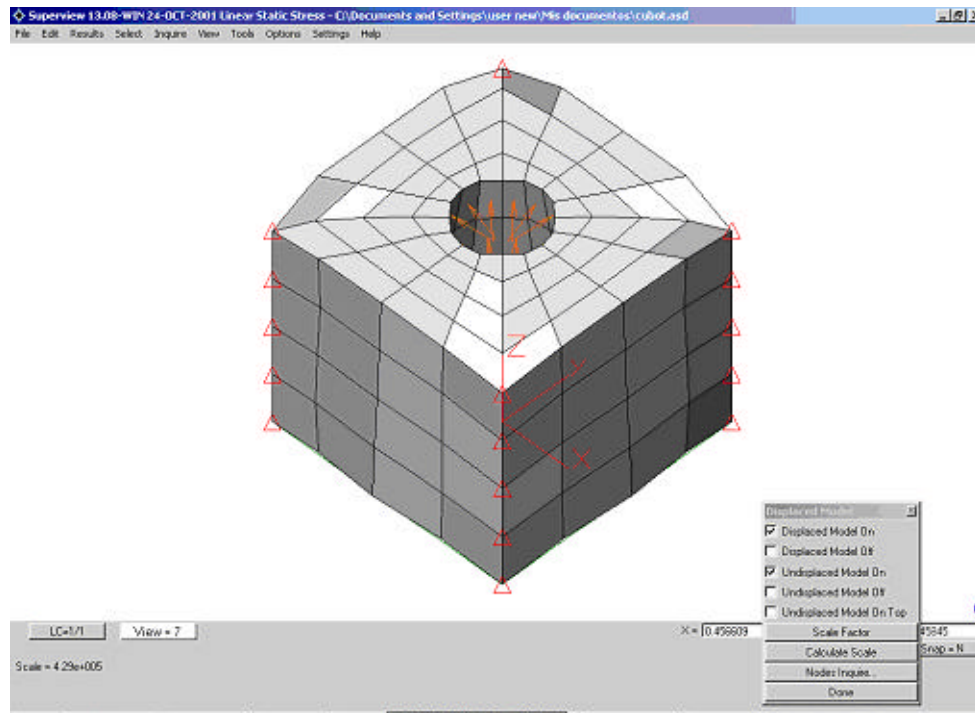 Superview 13.08-WIN 24-OCT-2001 Linear Static Stress - C:\Documents and Settings\user new\Mis documentos\cubot.asd
File Edit Results Select Inquire View Tools Options Settings Help
Z
Y
X
Displaced Model
Displaced Model On
Displaced Model Off
Undisplaced Model On
Undisplaced Model Off
Undisplaced Model On Top
LC=1/1 View = 7 X = 0.456609 45845
Scale Factor
Calculate Scale Snap = N
Scale = 4.29e+005
Nodes Inquire...
Done